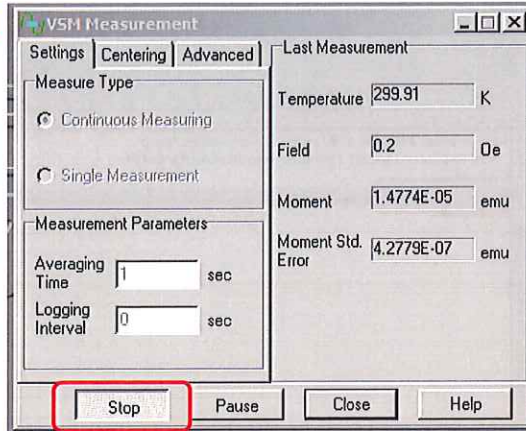 VSM Measurement
Settings Centering Advanced
Measure Type
Continuous Measuring
Single Measurement
Measurement Parameters
Averaging Time 1 sec
Logging Interval 0 sec
Last Measurement
Temperature 299.91 K
Field 0.2 Oe
Moment 1.4774E-05 emu
Moment Std. Error 4.2779E-07 emu
Stop Pause Close Help